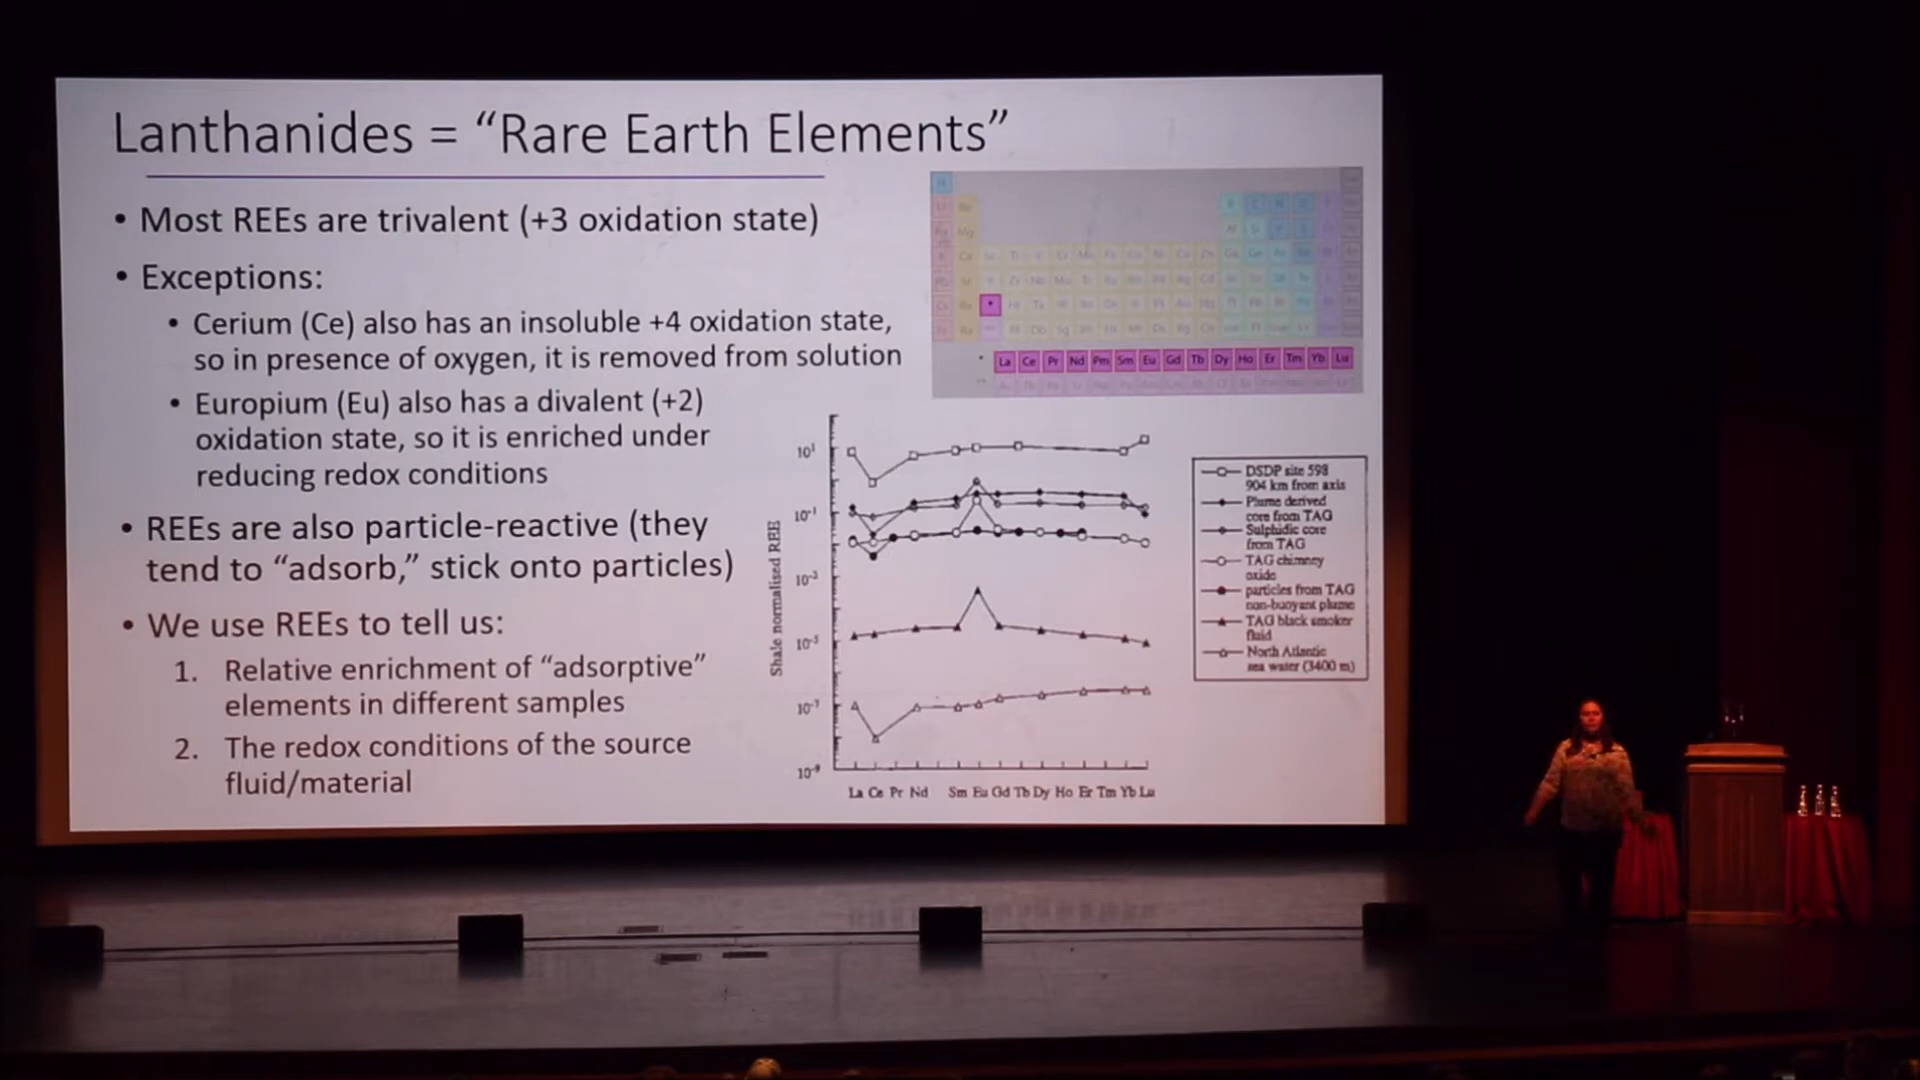 Lanthanides = “Rare Earth Elements”
• Most REEs are trivalent (+3 oxidation state)
• Exceptions:
• Cerium (Ce) also has an insoluble +4 oxidation state,
so in presence of oxygen, it is removed from solution
• Europium (Eu) also has a divalent (+2)
oxidation state, so it is enriched under
reducing redox conditions
• REEs are also particle-reactive (they
tend to “adsorb,” stick onto particles)
• We use REEs to tell us:
1. Relative enrichment of “adsorptive”
elements in different samples
2. The redox conditions of the source
fluid/material
La Ce Pr Nd Pm Sm Eu Gd Tb Dy Ho Er Tm Yb Lu
Shale normalised REE
10¹
10⁻¹
10⁻³
10⁻⁵
10⁻⁷
10⁻⁹
La Ce Pr Nd Sm Eu Gd Tb Dy Ho Er Tm Yb Lu
DSDP site 598
904 km from axis
Plume derived
core from TAG
Sulphidic core
from TAG
TAG chimney
oxide
particles from TAG
non-buoyant plume
TAG black smoker
fluid
North Atlantic
sea water (3400 m)